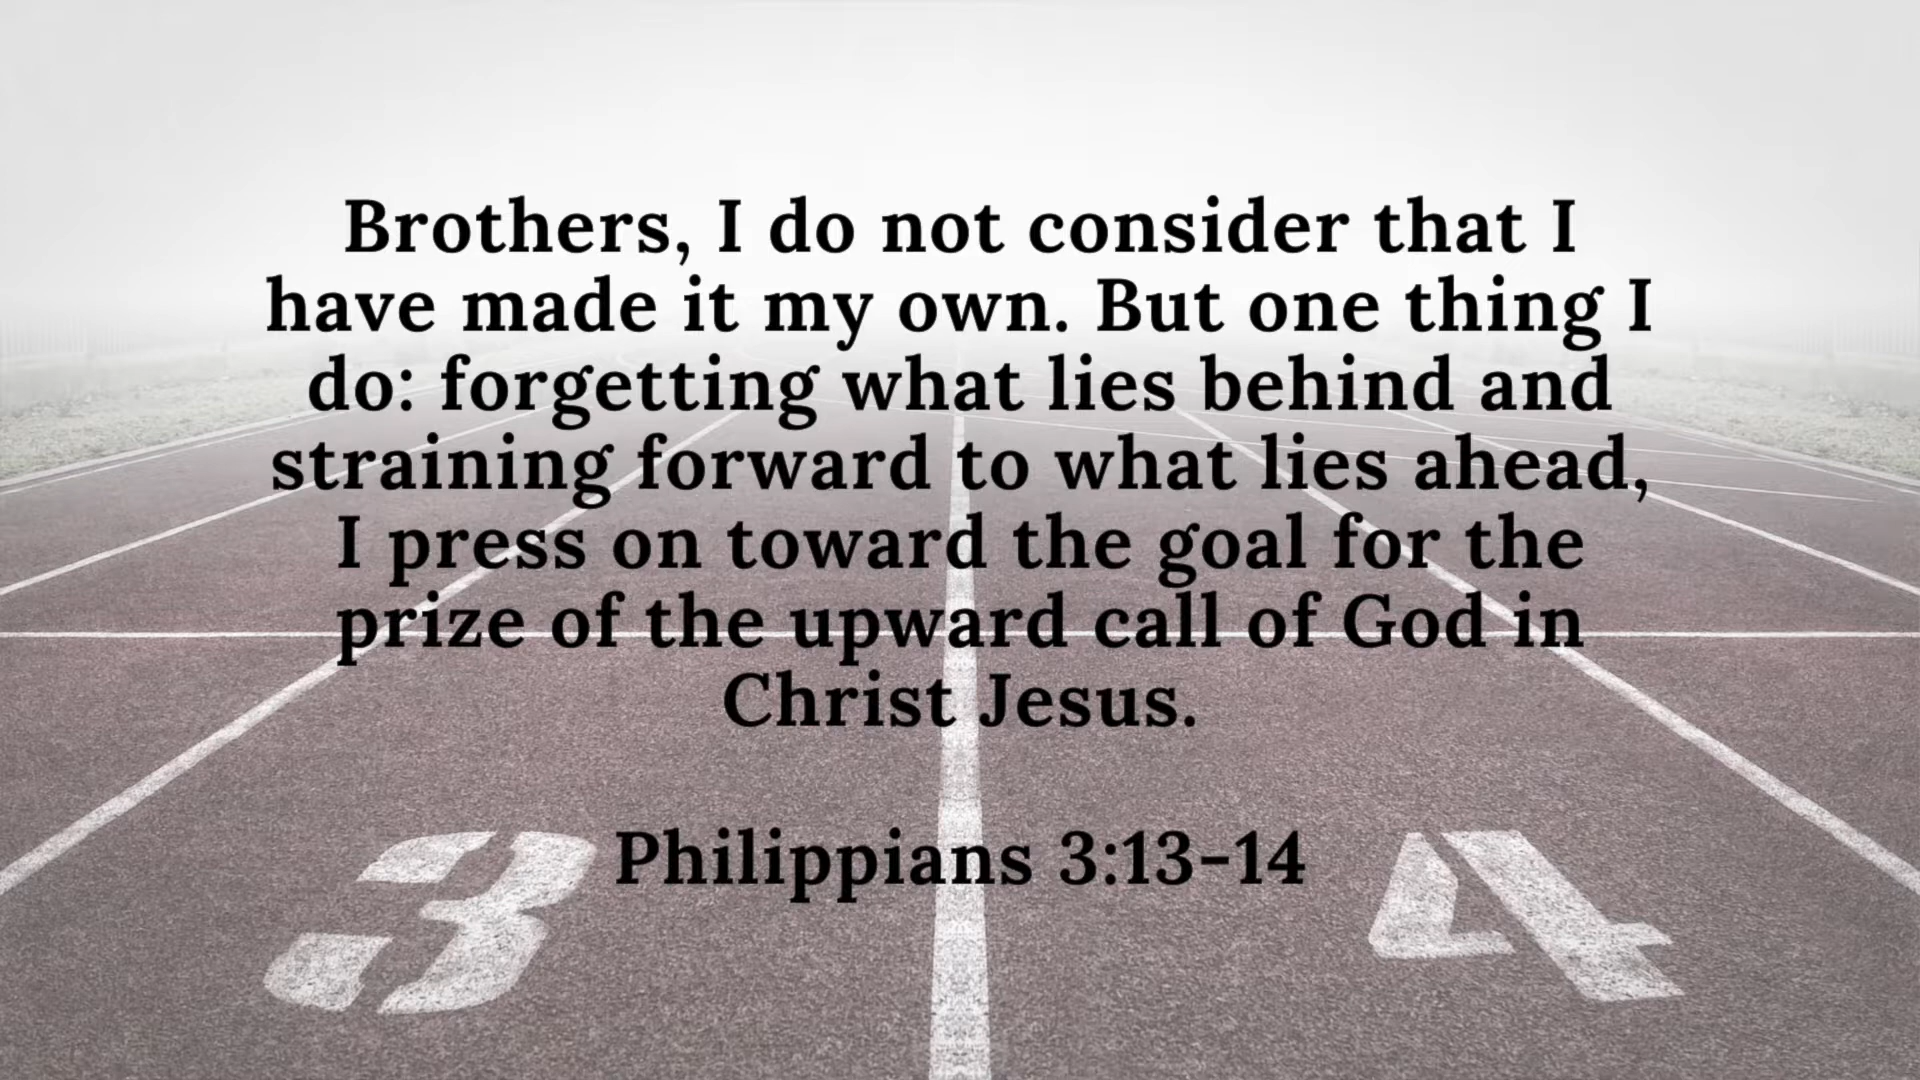 Brothers, I do not consider that I
have made it my own. But one thing I
do: forgetting what lies behind and
straining forward to what lies ahead,
I press on toward the goal for the
prize of the upward call of God in
Christ Jesus.
Philippians 3:13-14
3
4